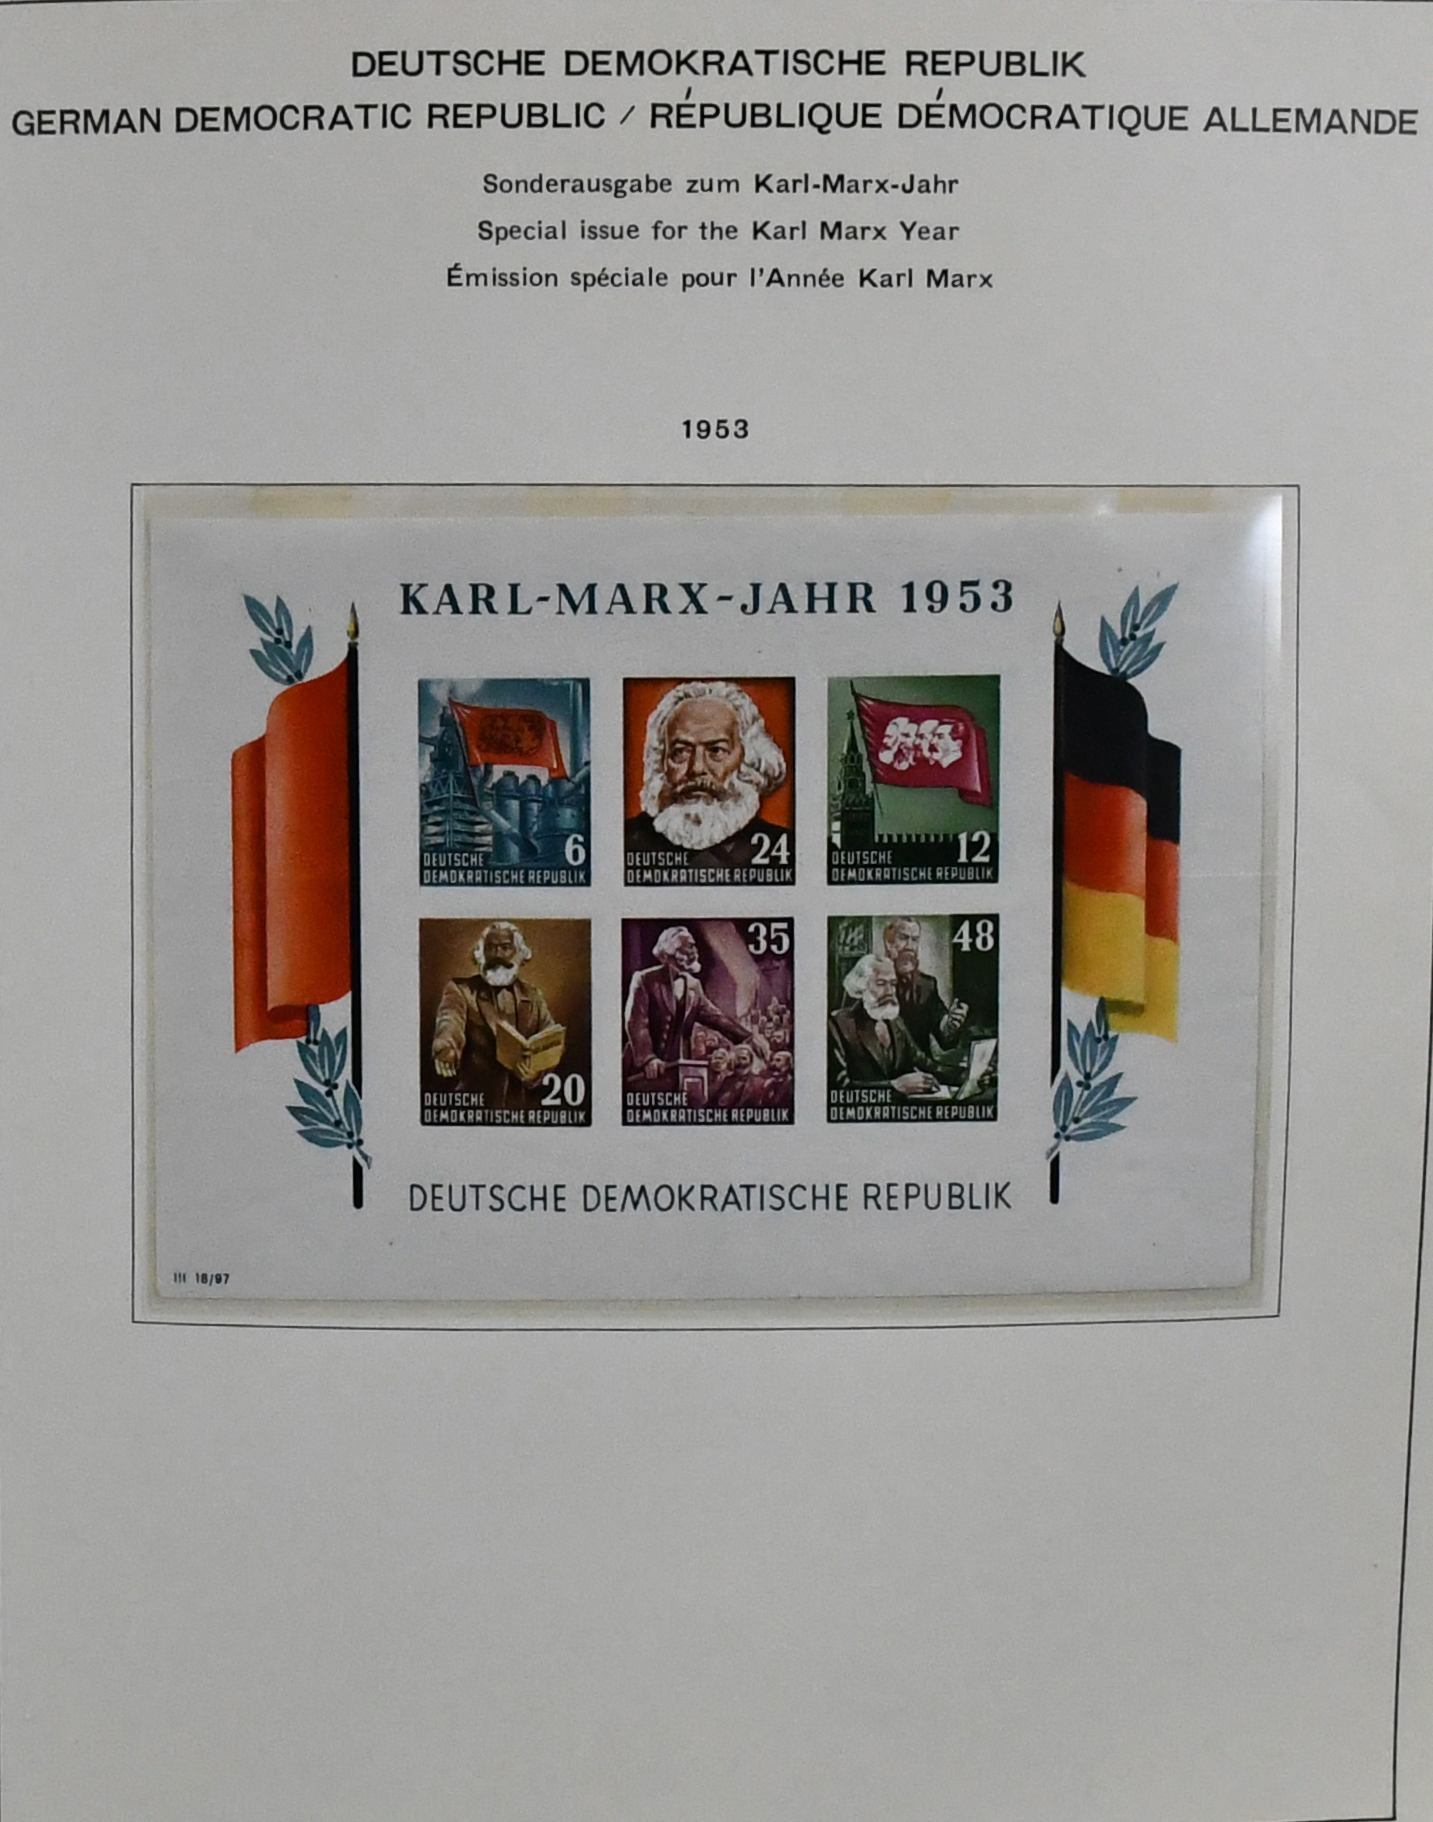 DEUTSCHE DEMOKRATISCHE REPUBLIK
GERMAN DEMOCRATIC REPUBLIC / RÉPUBLIQUE DÉMOCRATIQUE ALLEMANDE
Sonderausgabe zum Karl-Marx-Jahr
Special issue for the Karl Marx Year
Émission spéciale pour l'Année Karl Marx
1953
KARL-MARX-JAHR 1953
6
DEUTSCHE
DEMOKRATISCHE REPUBLIK
24
DEUTSCHE
DEMOKRATISCHE REPUBLIK
12
DEUTSCHE
DEMOKRATISCHE REPUBLIK
20
DEUTSCHE
DEMOKRATISCHE REPUBLIK
35
DEUTSCHE
DEMOKRATISCHE REPUBLIK
48
DEUTSCHE
DEMOKRATISCHE REPUBLIK
DEUTSCHE DEMOKRATISCHE REPUBLIK
III 18/97